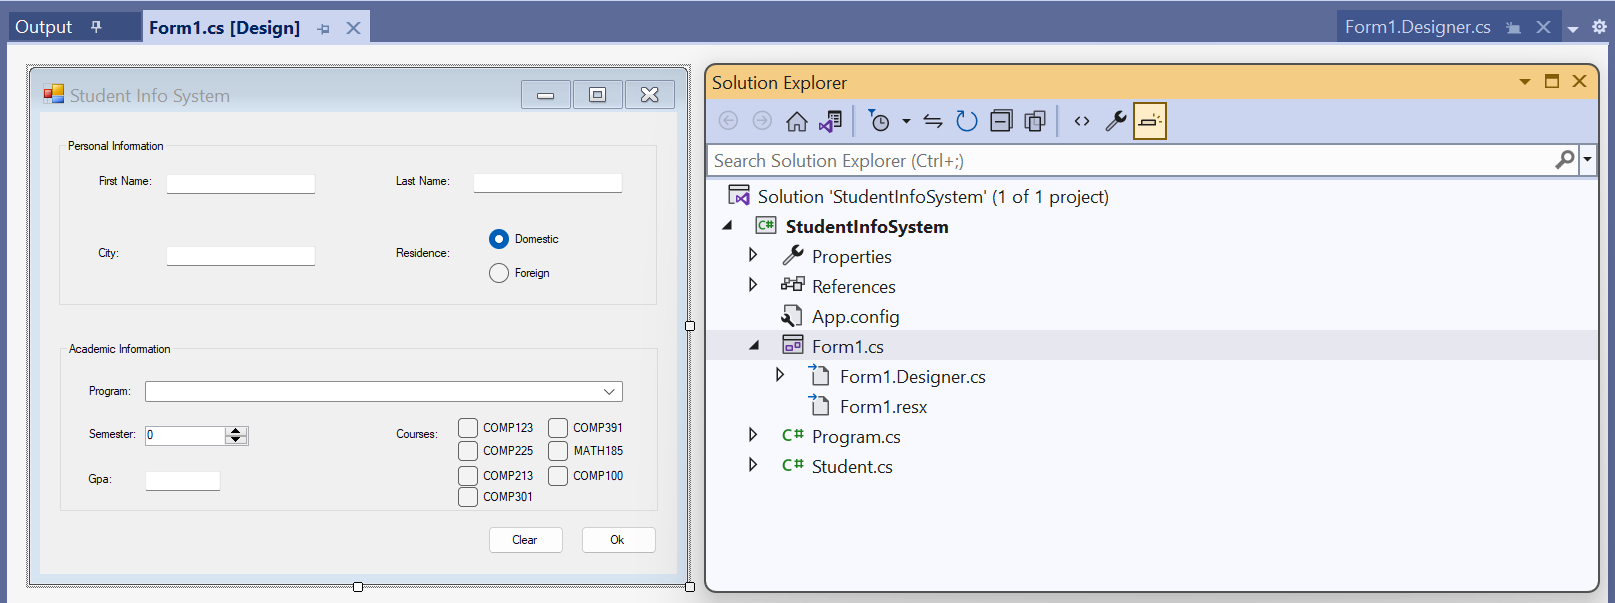 Output
Form1.cs [Design]
Form1.Designer.cs
Student Info System
Personal Information
First Name:
Last Name:
City:
Residence:
Domestic
Foreign
Academic Information
Program:
Semester:
0
Courses:
COMP123
COMP391
COMP225
MATH185
COMP213
COMP100
COMP301
Gpa:
Clear
Ok
Solution Explorer
Search Solution Explorer (Ctrl+;)
Solution 'StudentInfoSystem' (1 of 1 project)
C# StudentInfoSystem
Properties
References
App.config
Form1.cs
Form1.Designer.cs
Form1.resx
C# Program.cs
C# Student.cs